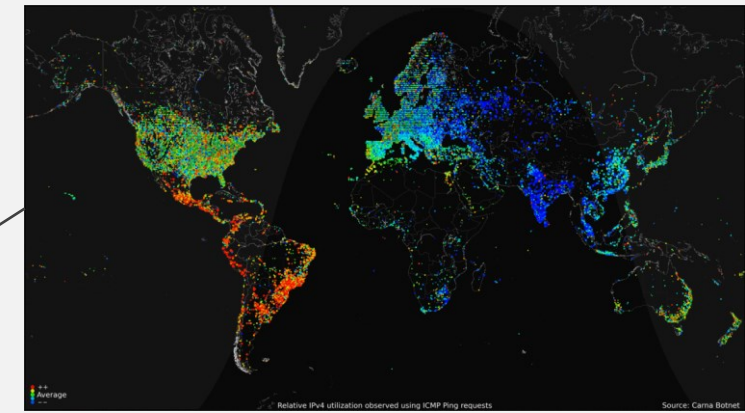 ++
Average
--
Relative IPv4 utilization observed using ICMP Ping requests
Source: Carna Botnet